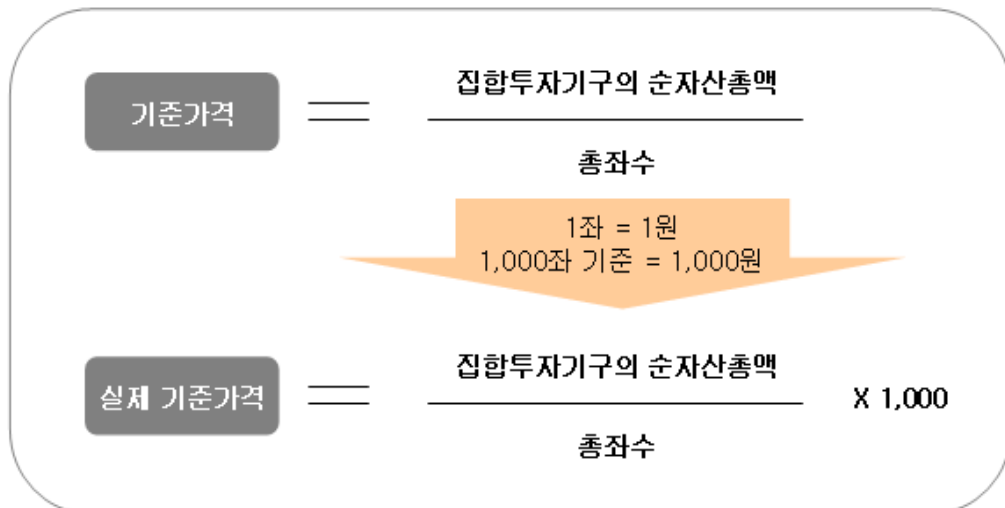 집합투자기구의 순자산총액
기준가격
총좌수
1좌 = 1원
1,000좌 기준 = 1,000원
집합투자기구의 순자산총액
실제 기준가격
X 1,000
총좌수